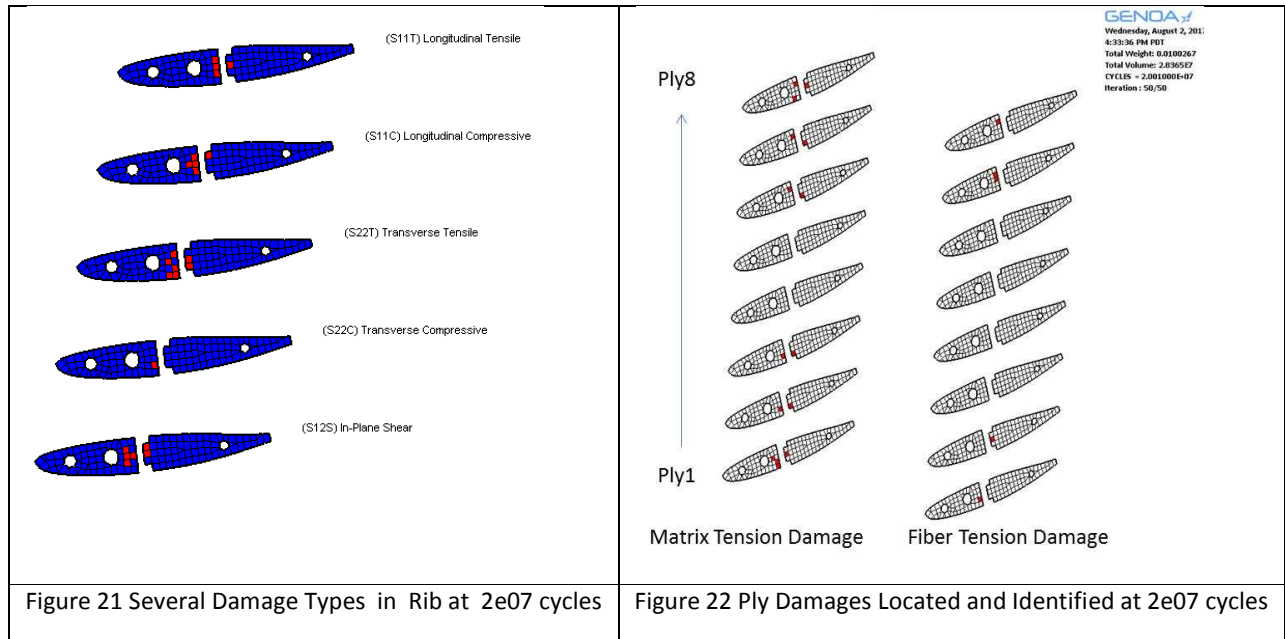 (S11T) Longitudinal Tensile
(S11C) Longitudinal Compressive
(S22T) Transverse Tensile
(S22C) Transverse Compressive
(S12S) In-Plane Shear
Figure 21 Several Damage Types in Rib at 2e07 cycles
GENOA
Wednesday, August 2, 201
4:33:36 PM PDT
Total Weight: 0.0100267
Total Volume: 2.8365E7
CYCLES = 2.001000E+07
Iteration : 50/50
Ply8
Ply1
Matrix Tension Damage
Fiber Tension Damage
Figure 22 Ply Damages Located and Identified at 2e07 cycles